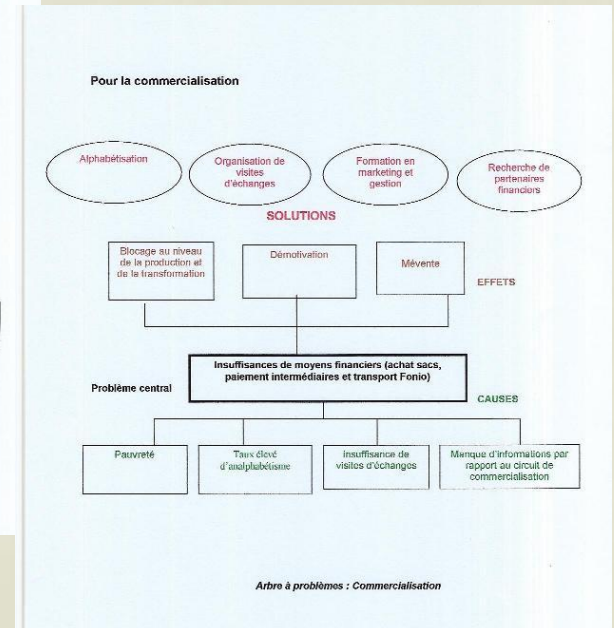 Pour la commercialisation
Alphabétisation
Organisation de
visites
d'échanges
Formation en
marketing et
gestion
Recherche de
partenaires
financiers
SOLUTIONS
Blocage au niveau
de la production et
de la transformation
Démotivation
Mévente
EFFETS
Insuffisances de moyens financiers (achat sacs,
paiement intermédiaires et transport Fonio)
Problème central
CAUSES
Pauvreté
Taux élevé
d'analphabétisme
Insuffisance de
visites d'échanges
Manque d'informations par
rapport au circuit de
commercialisation
Arbre à problèmes : Commercialisation